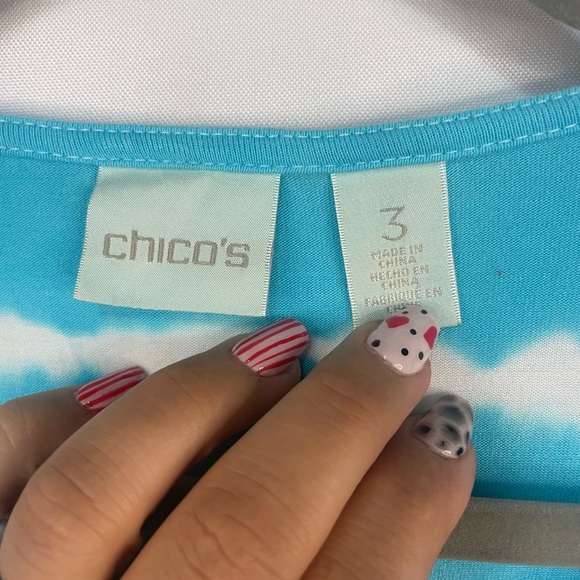 chico's
3
MADE IN
CHINA
HECHO EN
CHINA
FABRIQUÉ EN